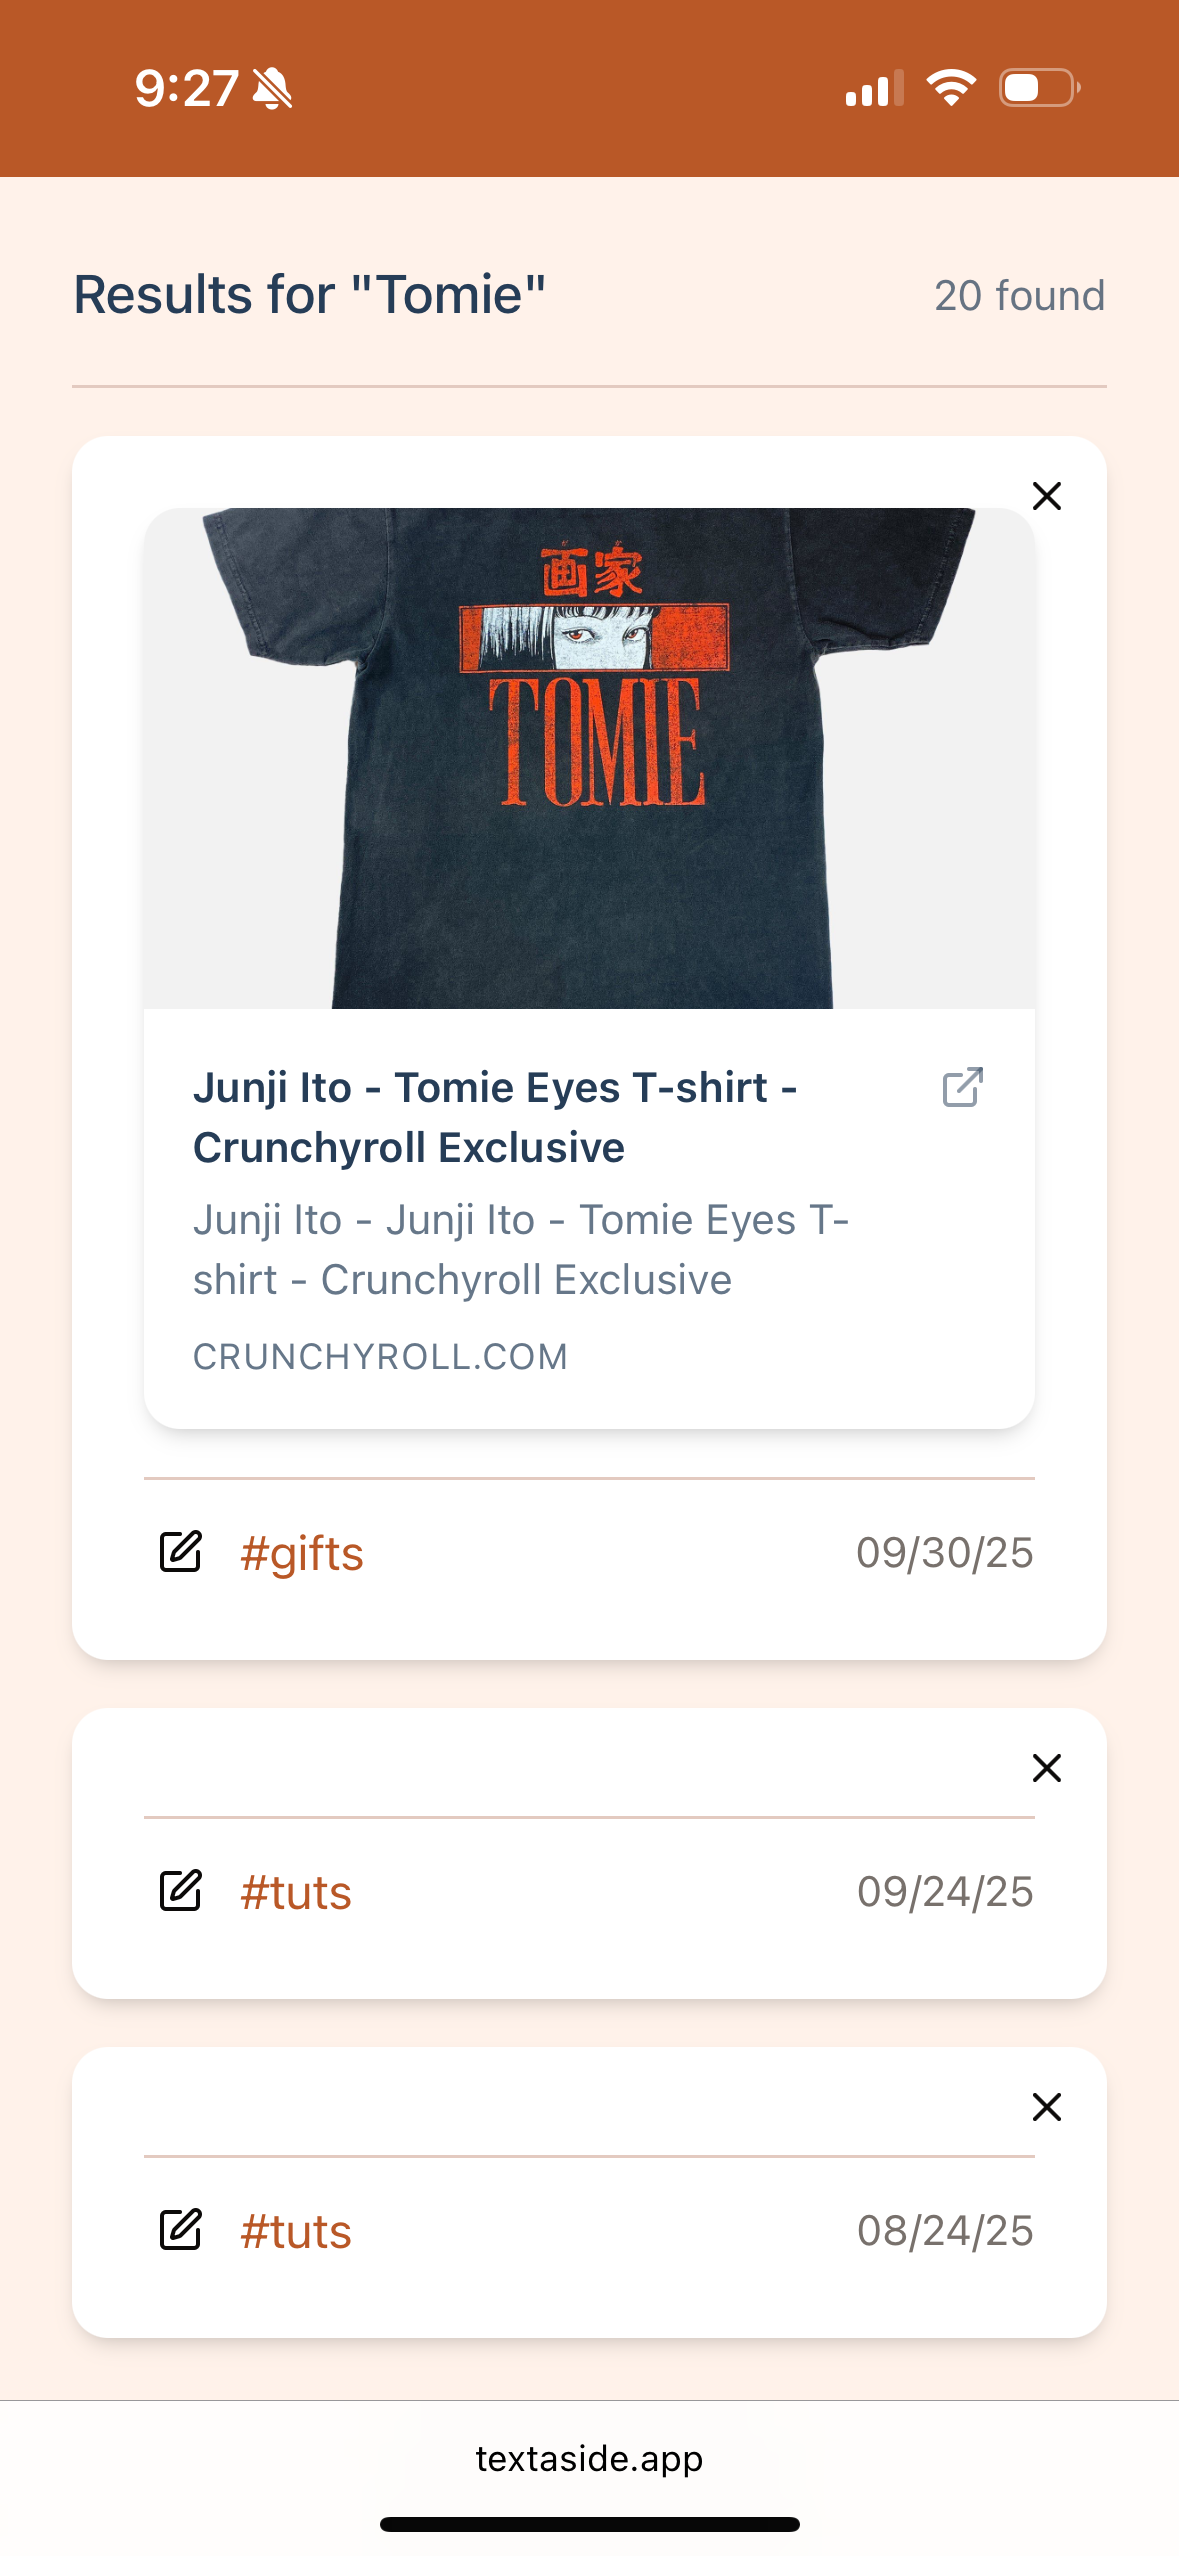 9:27
Results for "Tomie"
20 found
画家
TOMIE
Junji Ito - Tomie Eyes T-shirt -
Crunchyroll Exclusive
Junji Ito - Junji Ito - Tomie Eyes T-
shirt - Crunchyroll Exclusive
CRUNCHYROLL.COM
#gifts
09/30/25
#tuts
09/24/25
#tuts
08/24/25
textaside.app